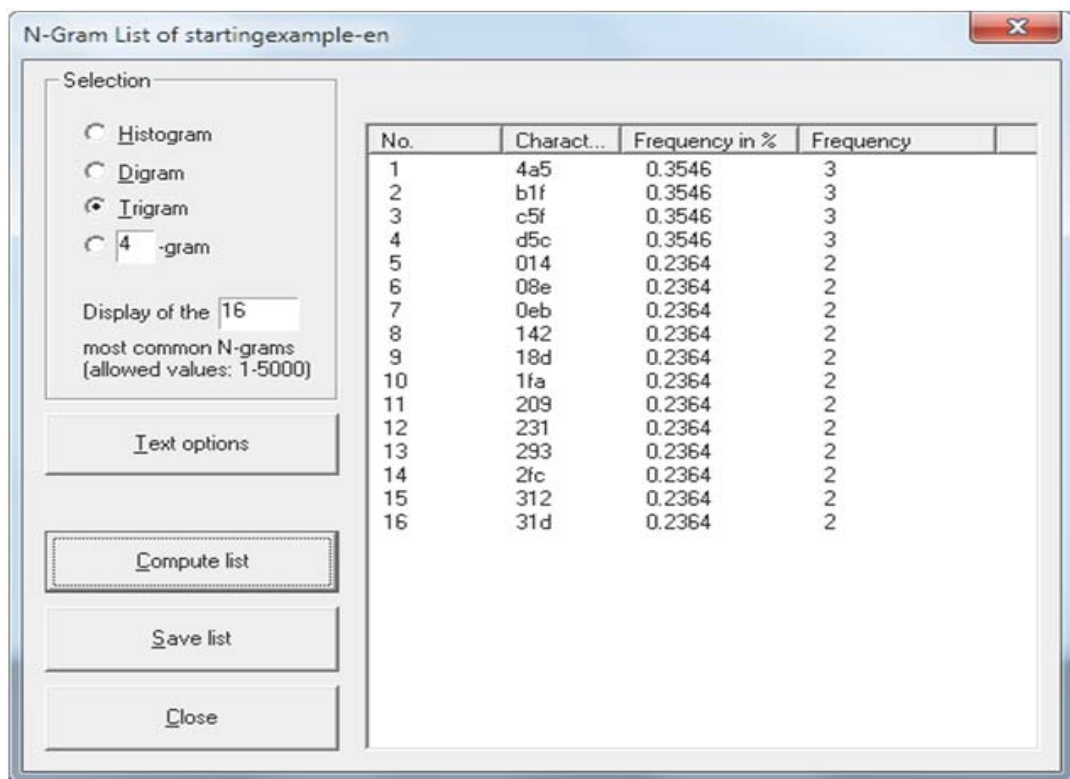 N-Gram List of startingexample-en
Selection
Histogram
Digram
Trigram
4 -gram
Display of the 16
most common N-grams
(allowed values: 1-5000)
Text options
Compute list
Save list
Close
No. Charact... Frequency in % Frequency
1 4a5 0.3546 3
2 b1f 0.3546 3
3 c5f 0.3546 3
4 d5c 0.3546 3
5 014 0.2364 2
6 08e 0.2364 2
7 0eb 0.2364 2
8 142 0.2364 2
9 18d 0.2364 2
10 1fa 0.2364 2
11 209 0.2364 2
12 231 0.2364 2
13 293 0.2364 2
14 2fc 0.2364 2
15 312 0.2364 2
16 31d 0.2364 2